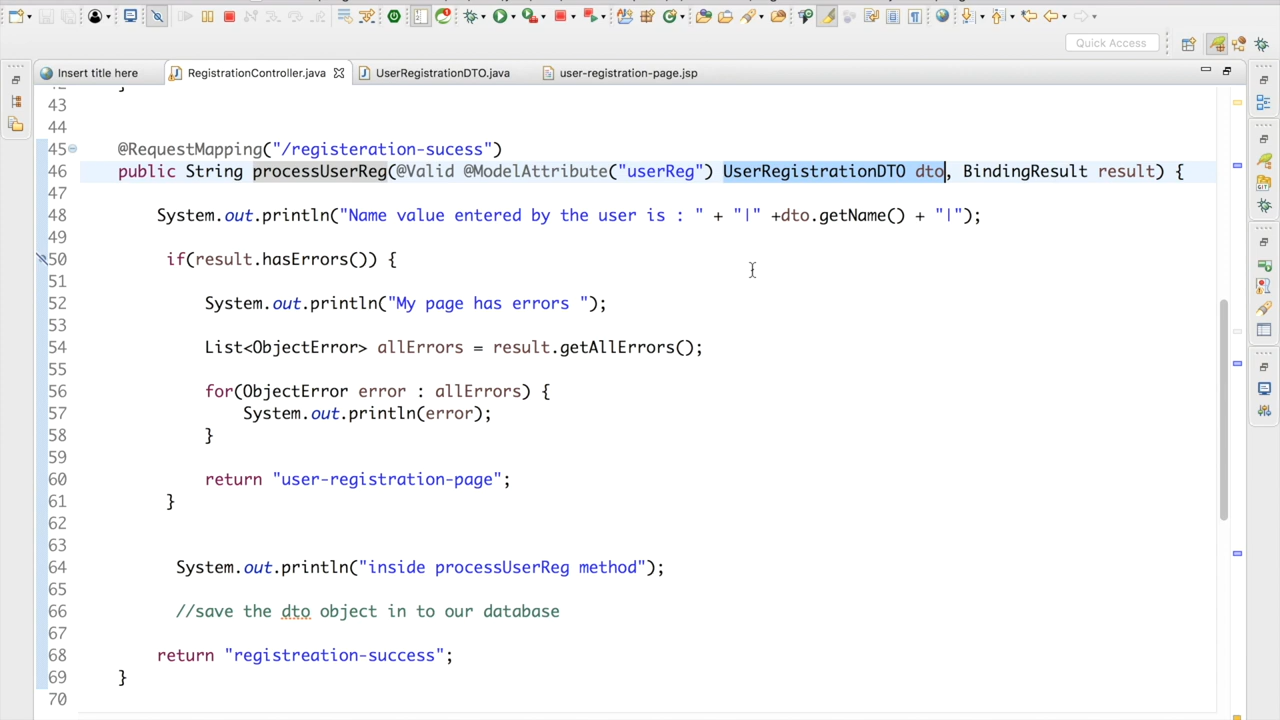 Quick Access
Insert title here
RegistrationController.java
UserRegistrationDTO.java
user-registration-page.jsp
43
44
45 @RequestMapping("/registeration-sucess")
46 public String processUserReg(@Valid @ModelAttribute("userReg") UserRegistrationDTO dto, BindingResult result) {
47
48 System.out.println("Name value entered by the user is : " + "|" +dto.getName() + "|");
49
50 if(result.hasErrors()) {
51
52 System.out.println("My page has errors ");
53
54 List<ObjectError> allErrors = result.getAllErrors();
55
56 for(ObjectError error : allErrors) {
57 System.out.println(error);
58 }
59
60 return "user-registration-page";
61 }
62
63
64 System.out.println("inside processUserReg method");
65
66 //save the dto object in to our database
67
68 return "registreation-success";
69 }
70